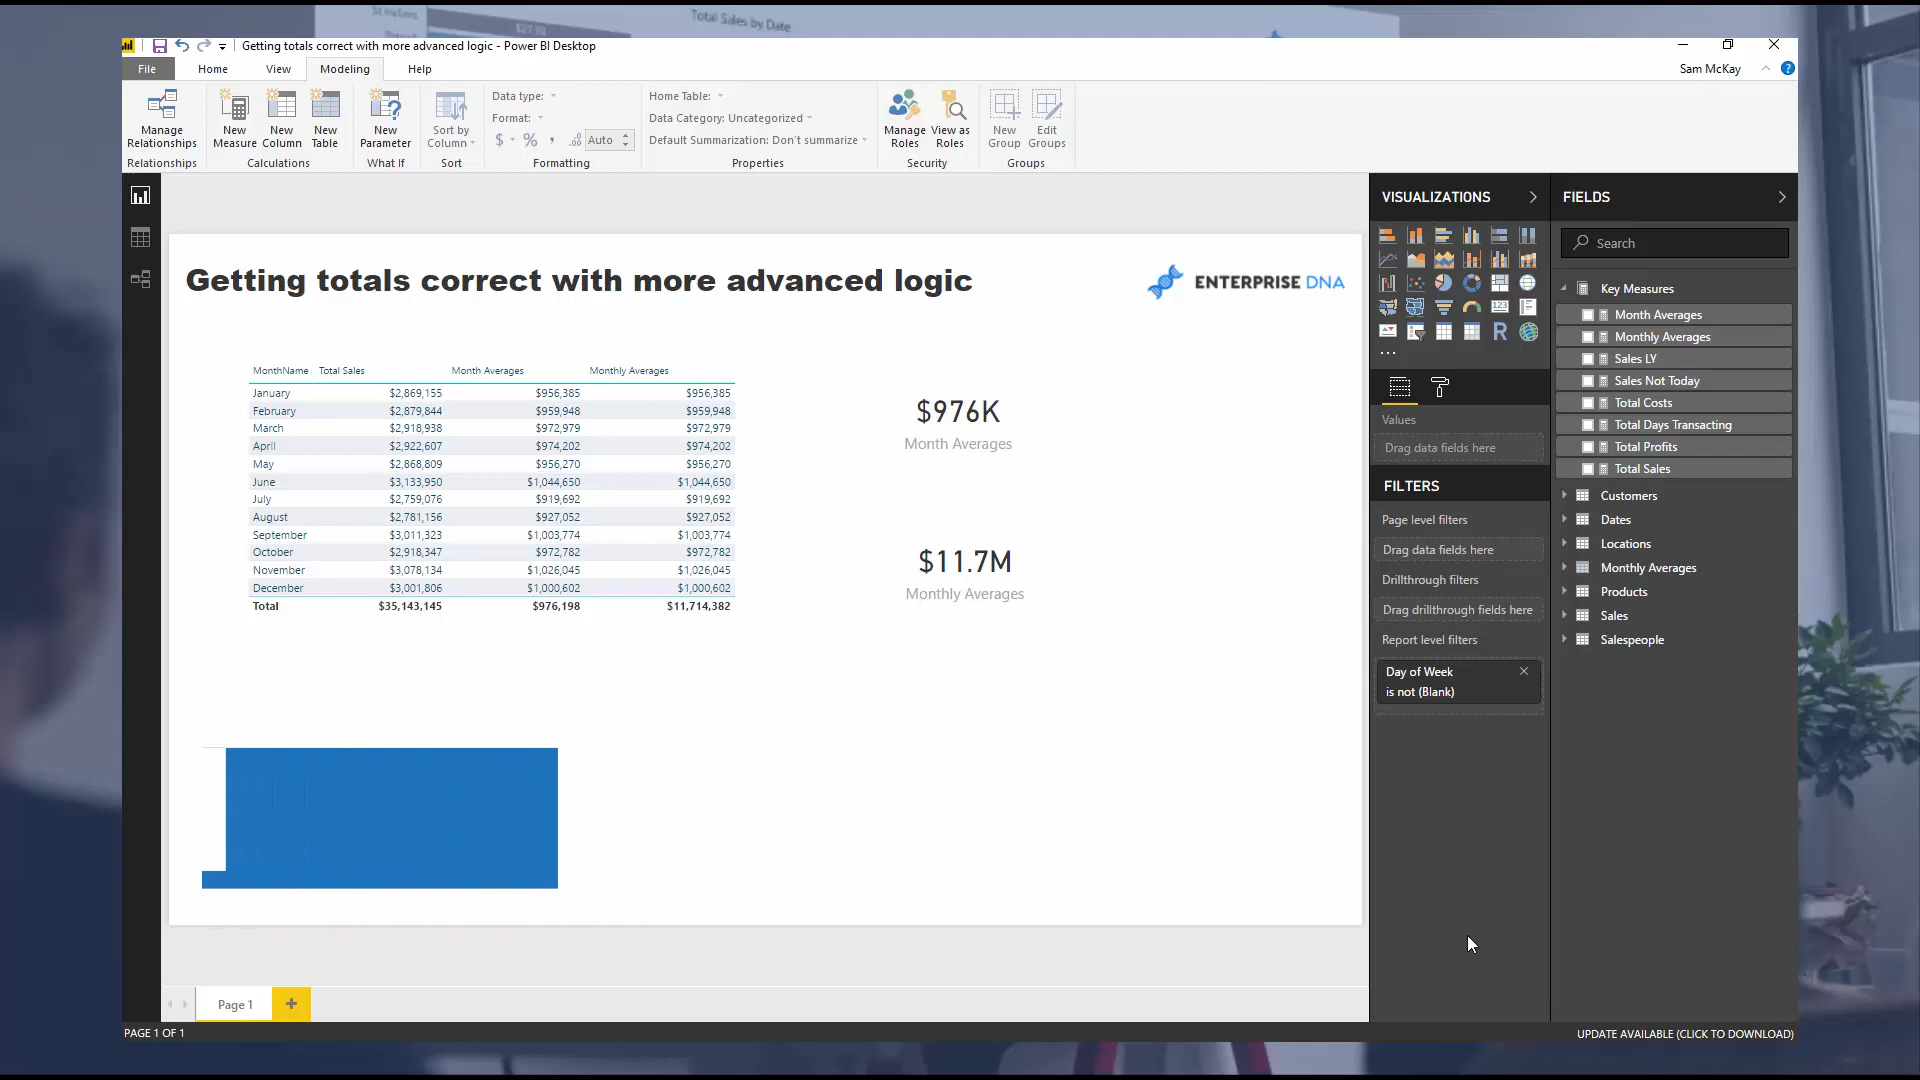 Total Sales by Date
Getting totals correct with more advanced logic - Power BI Desktop
File Home View Modeling Help
Sam McKay
Manage Relationships
New Measure
New Column
New Table
New Parameter
Sort by Column
Data type:
Format:
$ % , .00 Auto
Home Table:
Data Category: Uncategorized
Default Summarization: Don't summarize
Manage Roles
View as Roles
New Group
Edit Groups
Relationships Calculations What If Sort Formatting Properties Security Groups
Getting totals correct with more advanced logic
ENTERPRISE DNA
MonthName Total Sales Month Averages Monthly Averages
January $2,869,155 $956,385 $956,385
February $2,879,844 $959,948 $959,948
March $2,918,938 $972,979 $972,979
April $2,922,607 $974,202 $974,202
May $2,868,809 $956,270 $956,270
June $3,133,950 $1,044,650 $1,044,650
July $2,759,076 $919,692 $919,692
August $2,781,156 $927,052 $927,052
September $3,011,323 $1,003,774 $1,003,774
October $2,918,347 $972,782 $972,782
November $3,078,134 $1,026,045 $1,026,045
December $3,001,806 $1,000,602 $1,000,602
Total $35,143,145 $976,198 $11,714,382
$976K
Month Averages
$11.7M
Monthly Averages
VISUALIZATIONS
123
R
...
Values
Drag data fields here
FILTERS
Page level filters
Drag data fields here
Drillthrough filters
Drag drillthrough fields here
Report level filters
Day of Week
is not (Blank)
FIELDS
Search
Key Measures
Month Averages
Monthly Averages
Sales LY
Sales Not Today
Total Costs
Total Days Transacting
Total Profits
Total Sales
Customers
Dates
Locations
Monthly Averages
Products
Sales
Salespeople
Page 1 +
PAGE 1 OF 1
UPDATE AVAILABLE (CLICK TO DOWNLOAD)